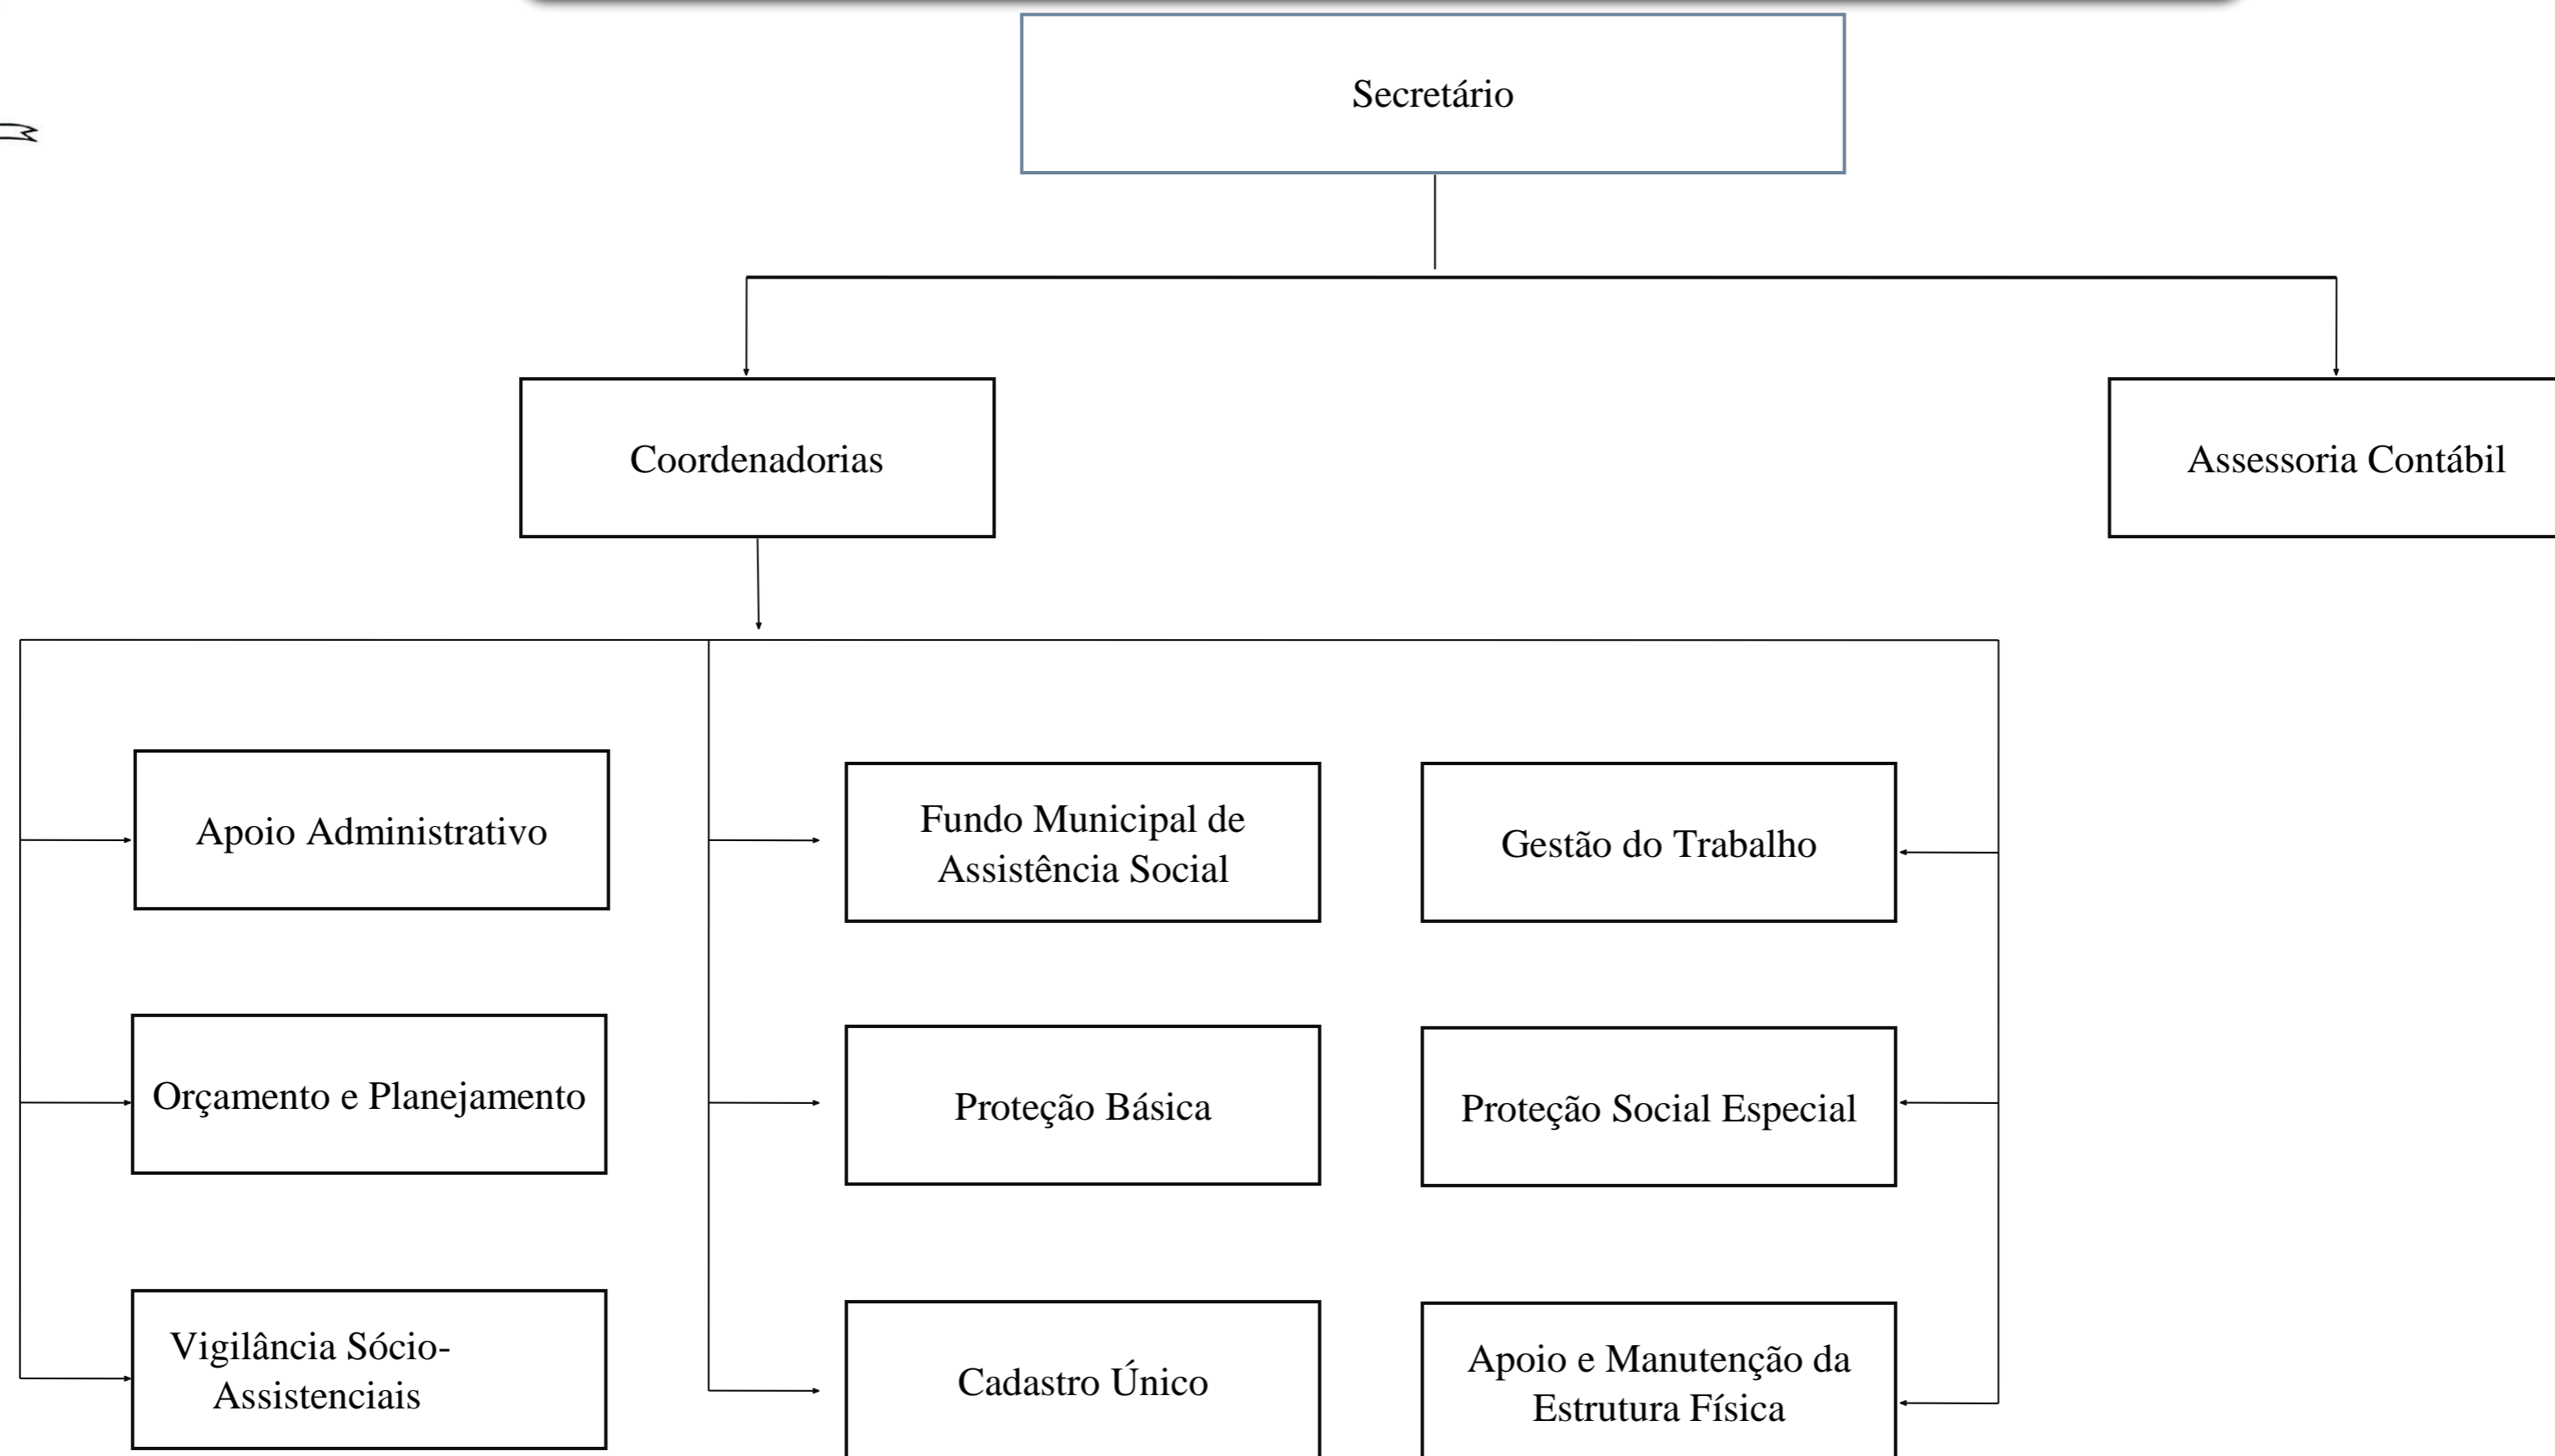 Secretário
Coordenadorias
Assessoria Contábil
Apoio Administrativo
Fundo Municipal de
Assistência Social
Gestão do Trabalho
Orçamento e Planejamento
Proteção Básica
Proteção Social Especial
Vigilância Sócio-
Assistenciais
Cadastro Único
Apoio e Manutenção da
Estrutura Física